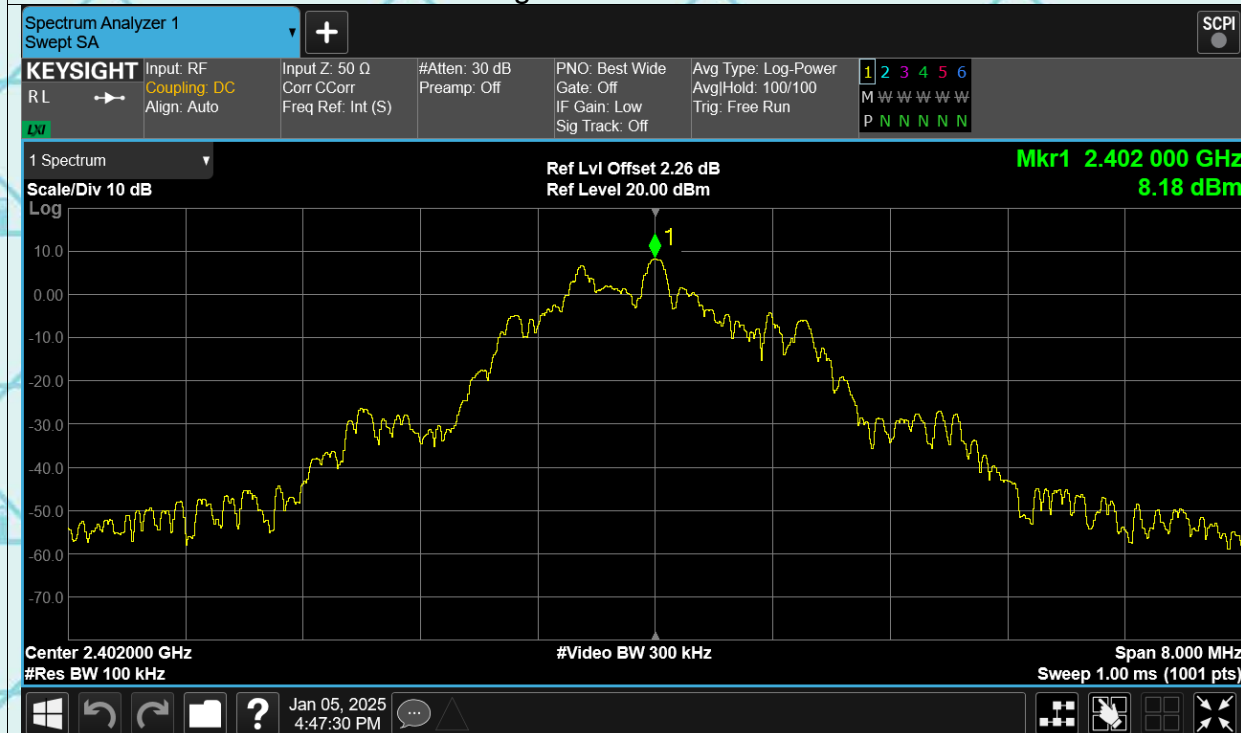 Spectrum Analyzer 1
Swept SA
+
SCPI
KEYSIGHT
RL
LXI
Input: RF
Coupling: DC
Align: Auto
Input Z: 50 Ω
Corr CCorr
Freq Ref: Int (S)
#Atten: 30 dB
Preamp: Off
PNO: Best Wide
Gate: Off
IF Gain: Low
Sig Track: Off
Avg Type: Log-Power
Avg|Hold: 100/100
Trig: Free Run
1 2 3 4 5 6
M W W W W W W
P N N N N N N
1 Spectrum
Scale/Div 10 dB
Log
Ref Lvl Offset 2.26 dB
Ref Level 20.00 dBm
Mkr1 2.402 000 GHz
8.18 dBm
1
10.0
0.00
-10.0
-20.0
-30.0
-40.0
-50.0
-60.0
-70.0
Center 2.402000 GHz
#Res BW 100 kHz
#Video BW 300 kHz
Span 8.000 MHz
Sweep 1.00 ms (1001 pts)
?
Jan 05, 2025
4:47:30 PM